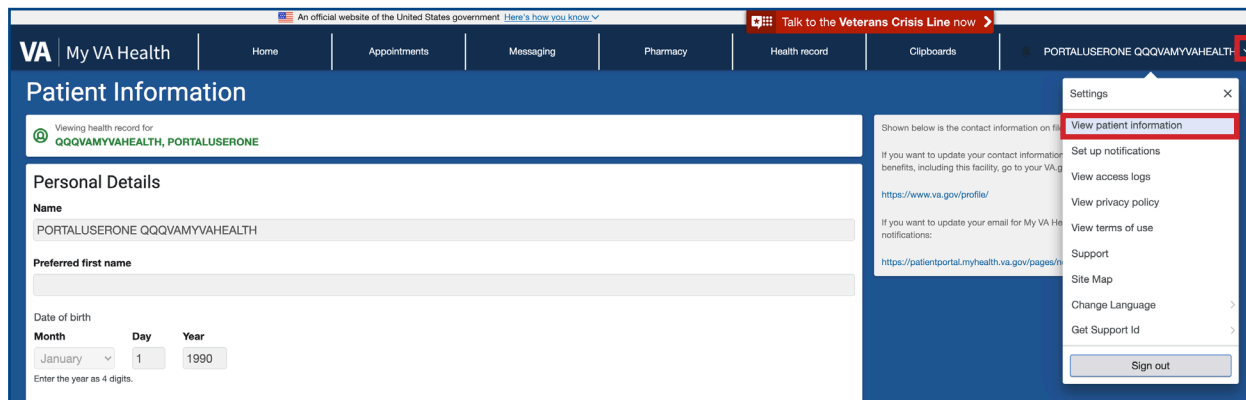 An official website of the United States government Here's how you know
Talk to the Veterans Crisis Line now
VA My VA Health
Home
Appointments
Messaging
Pharmacy
Health record
Clipboards
PORTALUSERONE QQQVAMYVAHEALTH
Patient Information
Viewing health record for
QQQVAMYVAHEALTH, PORTALUSERONE
Personal Details
Name
PORTALUSERONE QQQVAMYVAHEALTH
Preferred first name
Date of birth
Month Day Year
January 1 1990
Enter the year as 4 digits.
Shown below is the contact information on
If you want to update your contact information
benefits, including this facility, go to your
https://www.va.gov/profile/
If you want to update your email for My VA
notifications:
https://patientportal.myhealth.va.gov/pages/
Settings
View patient information
Set up notifications
View access logs
View privacy policy
View terms of use
Support
Site Map
Change Language
Get Support Id
Sign out